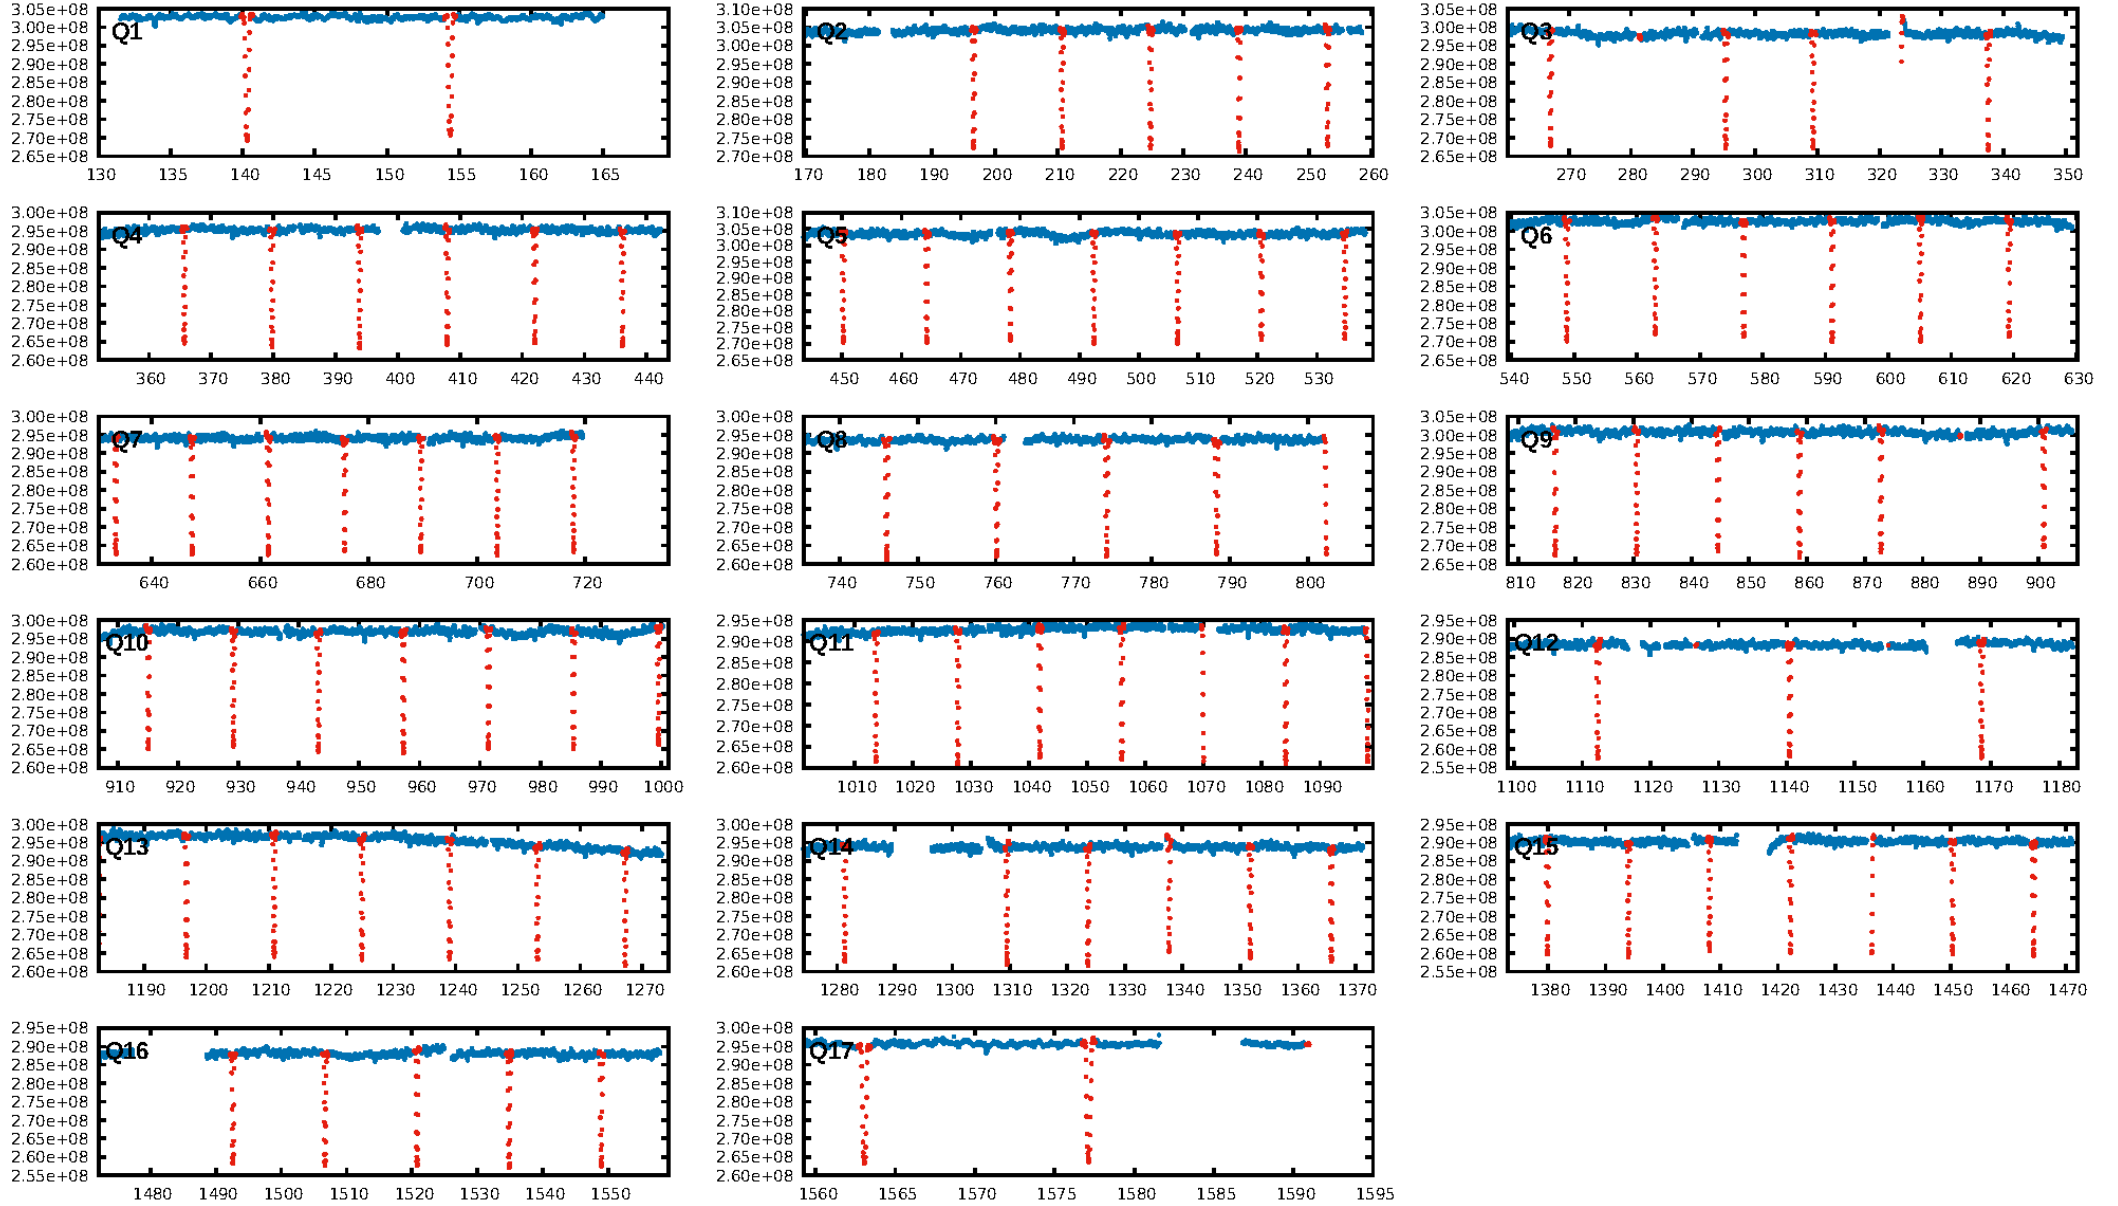 3.05e+08
3.00e+08
2.95e+08
2.90e+08
2.85e+08
2.80e+08
2.75e+08
2.70e+08
2.65e+08
Q1
130 135 140 145 150 155 160 165
3.10e+08
3.05e+08
3.00e+08
2.95e+08
2.90e+08
2.85e+08
2.80e+08
2.75e+08
2.70e+08
Q2
170 180 190 200 210 220 230 240 250 260
3.05e+08
3.00e+08
2.95e+08
2.90e+08
2.85e+08
2.80e+08
2.75e+08
2.70e+08
2.65e+08
Q3
270 280 290 300 310 320 330 340 350
3.00e+08
2.95e+08
2.90e+08
2.85e+08
2.80e+08
2.75e+08
2.70e+08
2.65e+08
2.60e+08
Q4
360 370 380 390 400 410 420 430 440
3.10e+08
3.05e+08
3.00e+08
2.95e+08
2.90e+08
2.85e+08
2.80e+08
2.75e+08
2.70e+08
2.65e+08
Q5
450 460 470 480 490 500 510 520 530
3.05e+08
3.00e+08
2.95e+08
2.90e+08
2.85e+08
2.80e+08
2.75e+08
2.70e+08
2.65e+08
Q6
540 550 560 570 580 590 600 610 620 630
3.00e+08
2.95e+08
2.90e+08
2.85e+08
2.80e+08
2.75e+08
2.70e+08
2.65e+08
2.60e+08
Q7
640 660 680 700 720
3.00e+08
2.95e+08
2.90e+08
2.85e+08
2.80e+08
2.75e+08
2.70e+08
2.65e+08
2.60e+08
Q8
740 750 760 770 780 790 800
3.05e+08
3.00e+08
2.95e+08
2.90e+08
2.85e+08
2.80e+08
2.75e+08
2.70e+08
2.65e+08
Q9
810 820 830 840 850 860 870 880 890 900
3.00e+08
2.95e+08
2.90e+08
2.85e+08
2.80e+08
2.75e+08
2.70e+08
2.65e+08
2.60e+08
Q10
910 920 930 940 950 960 970 980 990 1000
2.95e+08
2.90e+08
2.85e+08
2.80e+08
2.75e+08
2.70e+08
2.65e+08
2.60e+08
Q11
1010 1020 1030 1040 1050 1060 1070 1080 1090
2.95e+08
2.90e+08
2.85e+08
2.80e+08
2.75e+08
2.70e+08
2.65e+08
2.60e+08
2.55e+08
Q12
1100 1110 1120 1130 1140 1150 1160 1170 1180
3.00e+08
2.95e+08
2.90e+08
2.85e+08
2.80e+08
2.75e+08
2.70e+08
2.65e+08
2.60e+08
Q13
1190 1200 1210 1220 1230 1240 1250 1260 1270
3.00e+08
2.95e+08
2.90e+08
2.85e+08
2.80e+08
2.75e+08
2.70e+08
2.65e+08
2.60e+08
Q14
1280 1290 1300 1310 1320 1330 1340 1350 1360 1370
2.95e+08
2.90e+08
2.85e+08
2.80e+08
2.75e+08
2.70e+08
2.65e+08
2.60e+08
2.55e+08
Q15
1380 1390 1400 1410 1420 1430 1440 1450 1460 1470
2.95e+08
2.90e+08
2.85e+08
2.80e+08
2.75e+08
2.70e+08
2.65e+08
2.60e+08
2.55e+08
Q16
1480 1490 1500 1510 1520 1530 1540 1550
3.00e+08
2.95e+08
2.90e+08
2.85e+08
2.80e+08
2.75e+08
2.70e+08
2.65e+08
2.60e+08
Q17
1560 1565 1570 1575 1580 1585 1590 1595